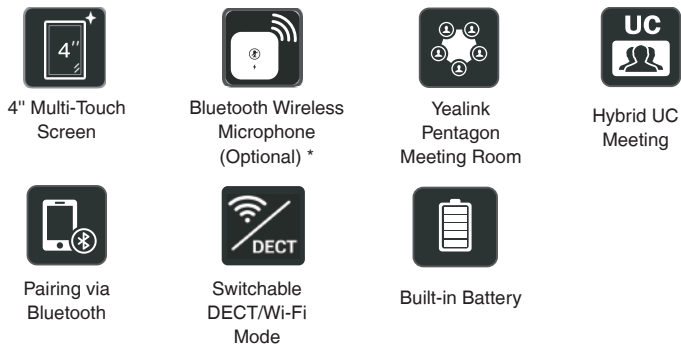 4"
4" Multi-Touch
Screen
Bluetooth Wireless
Microphone
(Optional) *
Yealink
Pentagon
Meeting Room
UC
Hybrid UC
Meeting
Pairing via
Bluetooth
DECT
Switchable
DECT/Wi-Fi
Mode
Built-in Battery